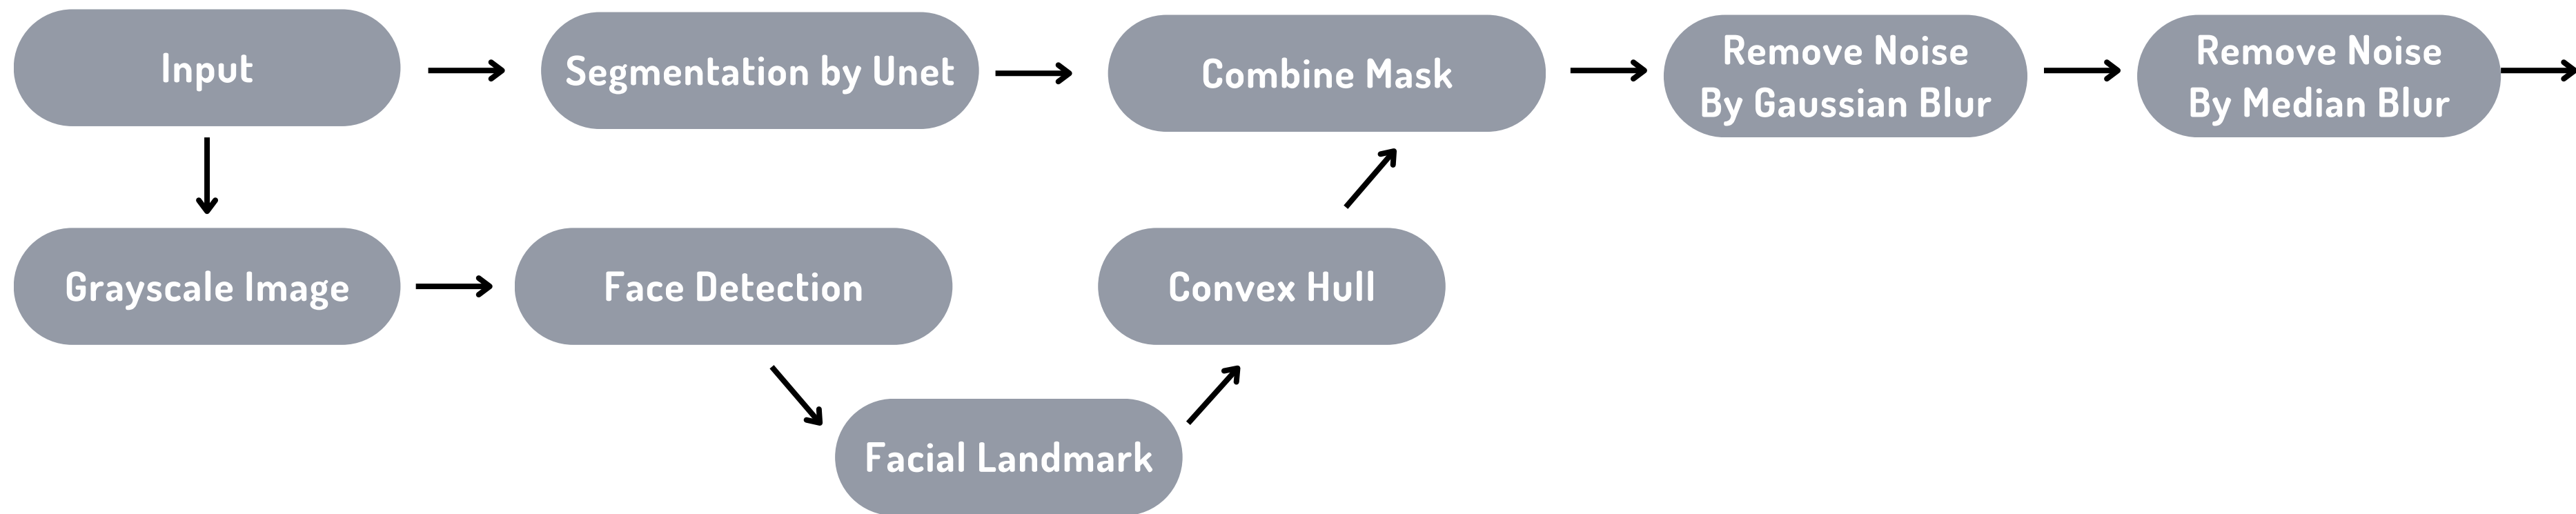 Input
Segmentation by Unet
Combine Mask
Remove Noise
By Gaussian Blur
Remove Noise
By Median Blur
Grayscale Image
Face Detection
Convex Hull
Facial Landmark